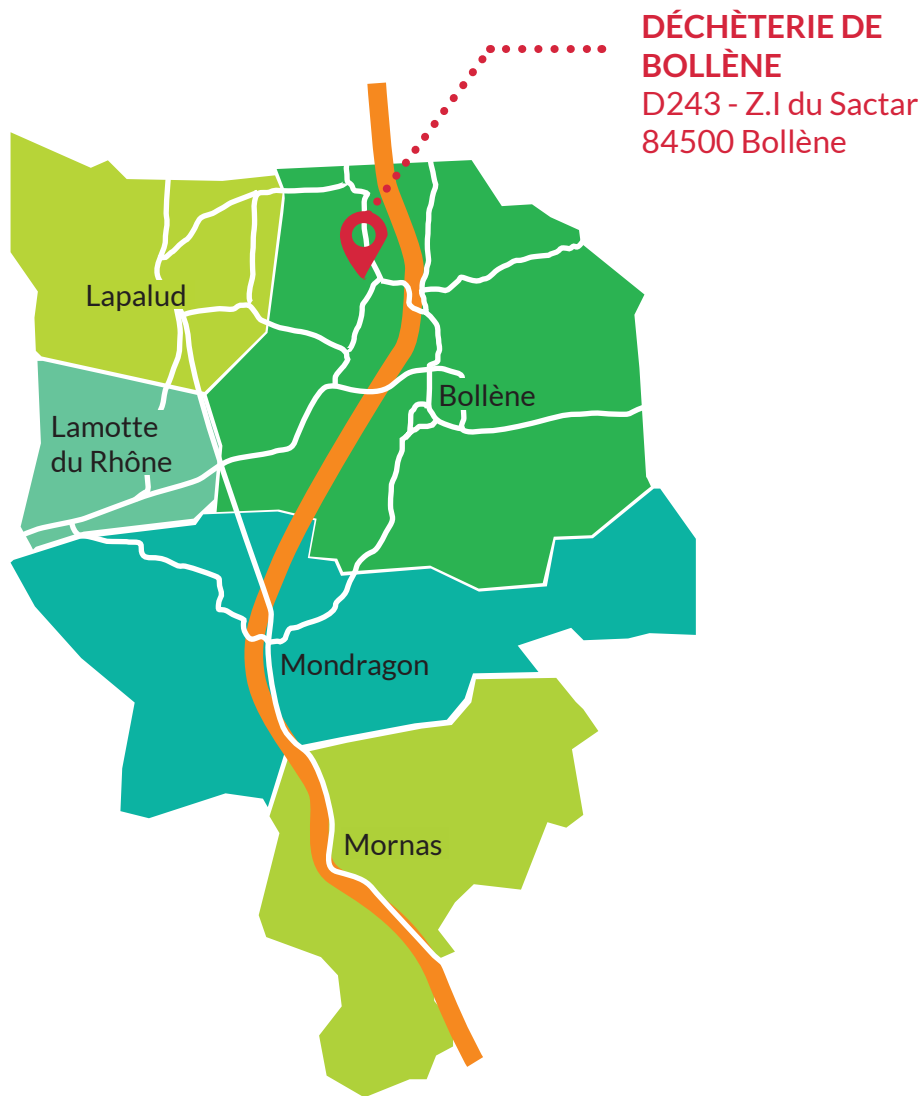 DÉCHÈTERIE DE
BOLLÈNE
D243 - Z.I du Sactar
84500 Bollène
Lapalud
Bollène
Lamotte
du Rhône
Mondragon
Mornas